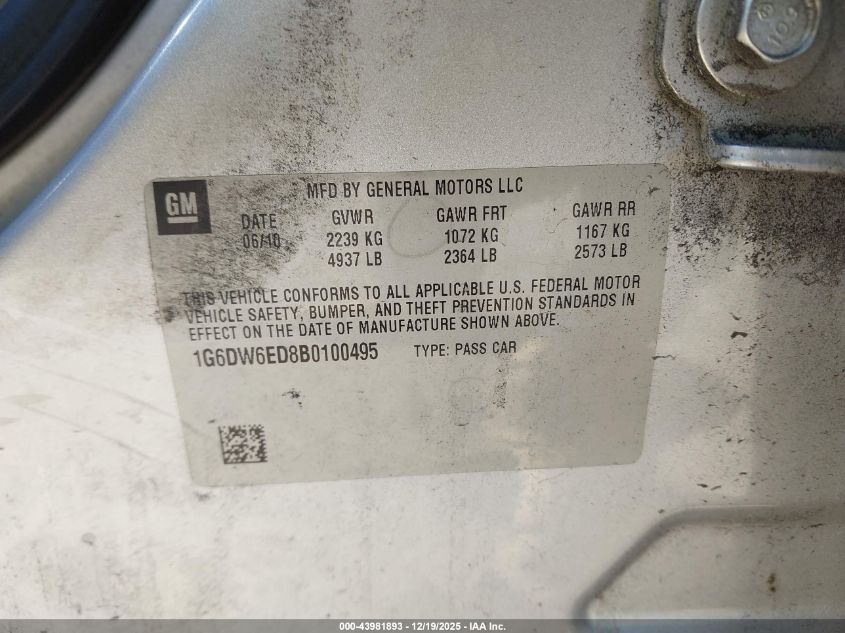 10.9
GM
MFD BY GENERAL MOTORS LLC
DATE GVWR GAWR FRT GAWR RR
06/10 2239 KG 1072 KG 1167 KG
4937 LB 2364 LB 2573 LB
THIS VEHICLE CONFORMS TO ALL APPLICABLE U.S. FEDERAL MOTOR
VEHICLE SAFETY, BUMPER, AND THEFT PREVENTION STANDARDS IN
EFFECT ON THE DATE OF MANUFACTURE SHOWN ABOVE.
1G6DW6ED8B0100495 TYPE: PASS CAR
000-43981893 - 12/19/2025 - IAA Inc.